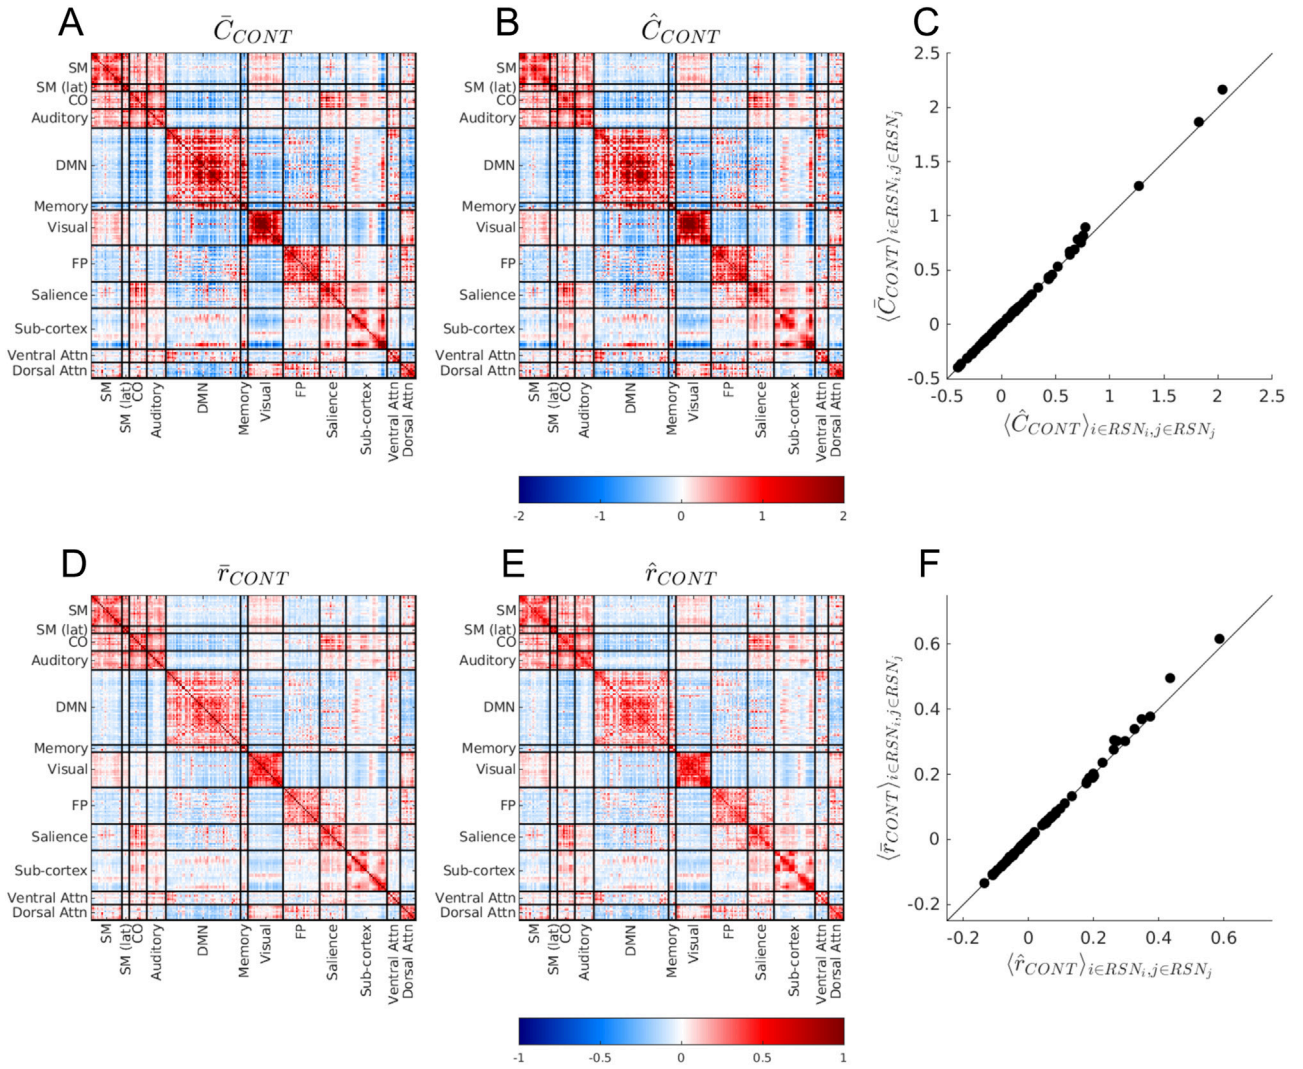 A
C̄_CONT
SM
SM (lat)
CO
Auditory
DMN
Memory
Visual
FP
Salience
Sub-cortex
Ventral Attn
Dorsal Attn
SM
SM (lat)
CO
Auditory
DMN
Memory
Visual
FP
Salience
Sub-cortex
Ventral Attn
Dorsal Attn
B
Ĉ_CONT
SM
SM (lat)
CO
Auditory
DMN
Memory
Visual
FP
Salience
Sub-cortex
Ventral Attn
Dorsal Attn
SM
SM (lat)
CO
Auditory
DMN
Memory
Visual
FP
Salience
Sub-cortex
Ventral Attn
Dorsal Attn
-2 -1 0 1 2
C
⟨C̄_CONT⟩_i∈RSN_i,j∈RSN_j
2.5
2
1.5
1
0.5
0
-0.5
-0.5 0 0.5 1 1.5 2 2.5
⟨Ĉ_CONT⟩_i∈RSN_i,j∈RSN_j
D
r̄_CONT
SM
SM (lat)
CO
Auditory
DMN
Memory
Visual
FP
Salience
Sub-cortex
Ventral Attn
Dorsal Attn
SM
SM (lat)
CO
Auditory
DMN
Memory
Visual
FP
Salience
Sub-cortex
Ventral Attn
Dorsal Attn
E
r̂_CONT
SM
SM (lat)
CO
Auditory
DMN
Memory
Visual
FP
Salience
Sub-cortex
Ventral Attn
Dorsal Attn
SM
SM (lat)
CO
Auditory
DMN
Memory
Visual
FP
Salience
Sub-cortex
Ventral Attn
Dorsal Attn
-1 -0.5 0 0.5 1
F
⟨r̄_CONT⟩_i∈RSN_i,j∈RSN_j
0.6
0.4
0.2
0
-0.2
-0.2 0 0.2 0.4 0.6
⟨r̂_CONT⟩_i∈RSN_i,j∈RSN_j